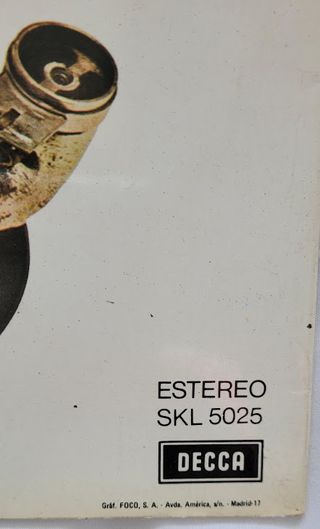 ESTEREO
SKL 5025
DECCA
Gráf. FOCO, S. A. - Avda. América, s/n. - Madrid-17